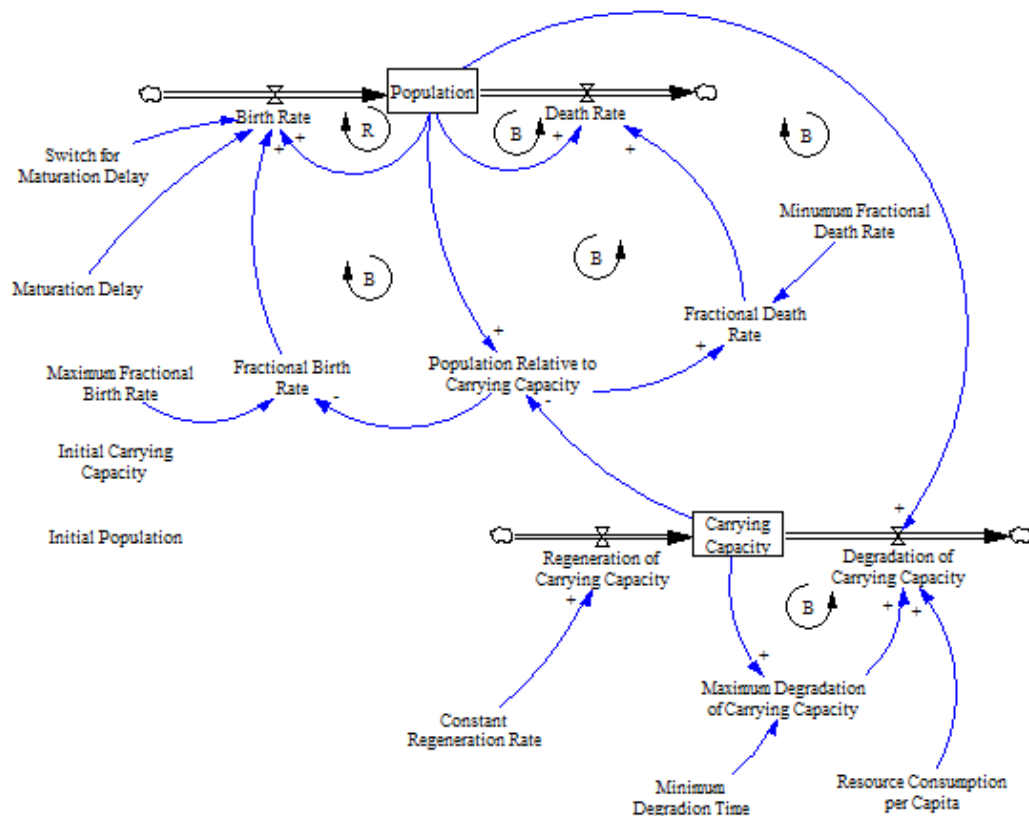 Population
Birth Rate
Death Rate
R
B
B
Switch for
Maturation Delay
Minumum Fractional
Death Rate
B
B
Maturation Delay
Fractional Death
Rate
Maximum Fractional
Birth Rate
Fractional Birth
Rate
Population Relative to
Carrying Capacity
Initial Carrying
Capacity
Initial Population
Carrying
Capacity
Regeneration of
Carrying Capacity
Degradation of
Carrying Capacity
B
Maximum Degradation
of Carrying Capacity
Constant
Regeneration Rate
Minimum
Degradion Time
Resource Consumption
per Capita